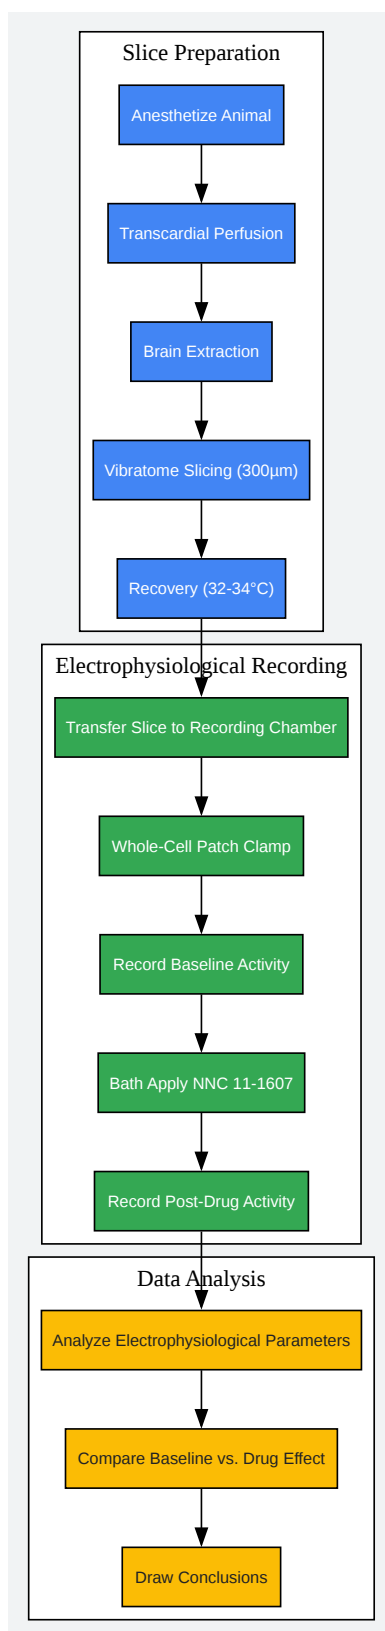 Slice Preparation
Anesthetize Animal
Transcardial Perfusion
Brain Extraction
Vibratome Slicing (300µm)
Recovery (32-34°C)
Electrophysiological Recording
Transfer Slice to Recording Chamber
Whole-Cell Patch Clamp
Record Baseline Activity
Bath Apply NNC 11-1607
Record Post-Drug Activity
Data Analysis
Analyze Electrophysiological Parameters
Compare Baseline vs. Drug Effect
Draw Conclusions